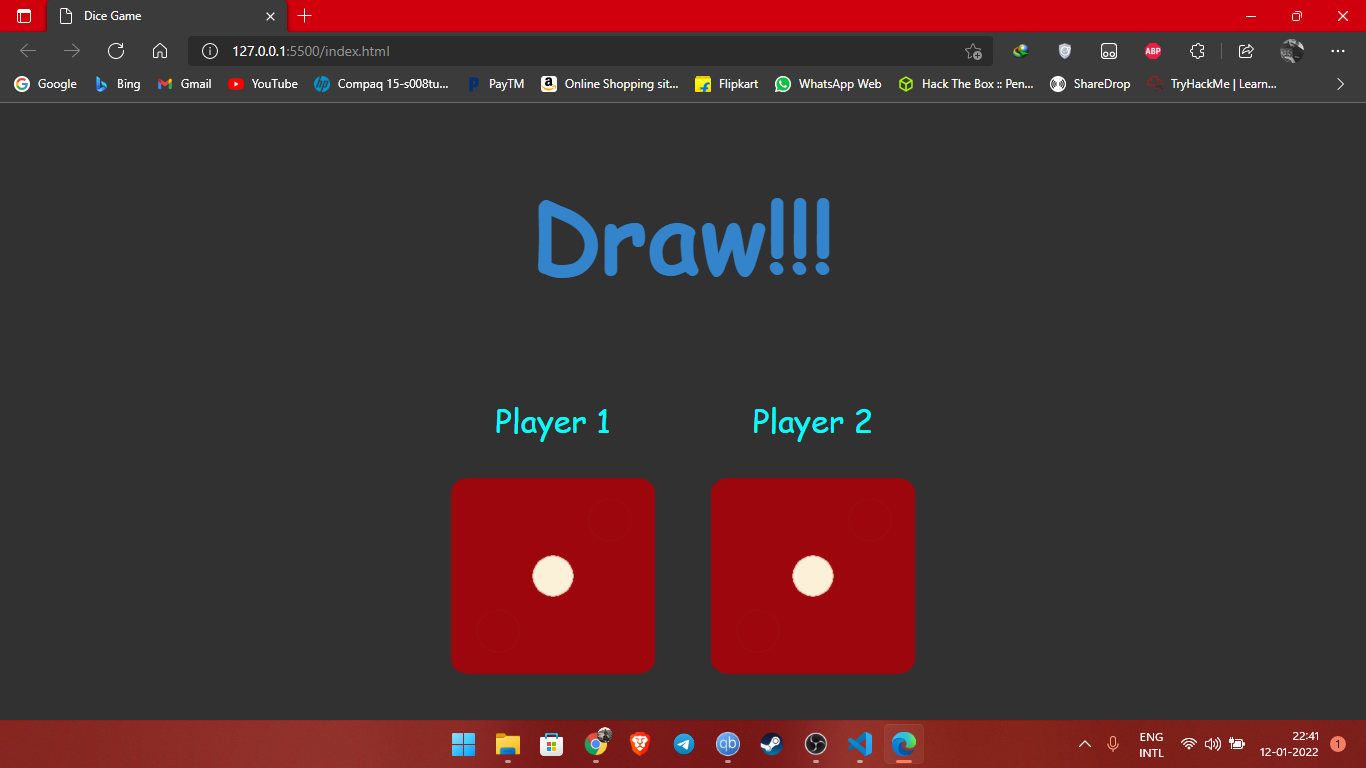 Dice Game
127.0.0.1:5500/index.html
ABP
Google Bing Gmail YouTube Compaq 15-s008tu... PayTM Online Shopping sit... Flipkart WhatsApp Web Hack The Box :: Pen... ShareDrop TryHackMe | Learn...
Draw!!!
Player 1 Player 2
ENG 22:41
INTL 12-01-2022 1